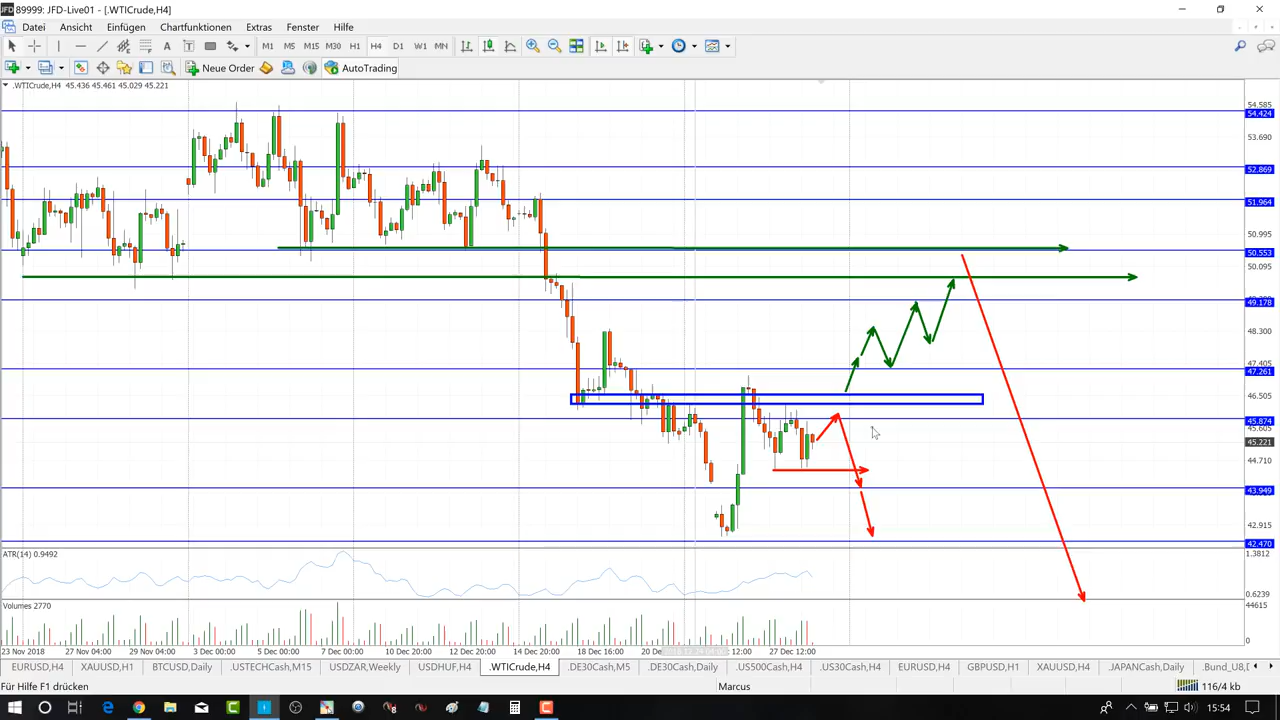 89999: JFD-Live01 - [.WTICrude,H4]
Datei Ansicht Einfügen Chartfunktionen Extras Fenster Hilfe
A T M1 M5 M15 M30 H1 H4 D1 W1 MN
Neue Order AutoTrading
.WTICrude,H4 45.436 45.461 45.029 45.221
54.585
54.424
53.690
52.869
51.964
50.995
50.553
50.095
49.178
48.300
47.405
47.261
46.505
45.874
45.605
45.221
44.710
43.949
42.915
42.470
ATR(14) 0.9492
1.3812
0.6239
Volumes 2770
44615
0
23 Nov 2018 27 Nov 04:00 29 Nov 20:00 3 Dec 00:00 5 Dec 12:00 7 Dec 20:00 12 Dec 20:00 14 Dec 20:00 18 Dec 16:00 20 Dec 12:00 27 Dec 12:00
EURUSD,H4 XAUUSD,H1 BTCUSD,Daily .USTECHCash,M15 USDZAR,Weekly USDHUF,H4 .WTICrude,H4 .DE30Cash,M5 .DE30Cash,Daily .US500Cash,H4 .US30Cash,H4 EURUSD,H4 GBPUSD,H1 XAUUSD,H4 .JAPANCash,Daily .Bund_U8,D
Für Hilfe F1 drücken Marcus 116/4 kb
15:54